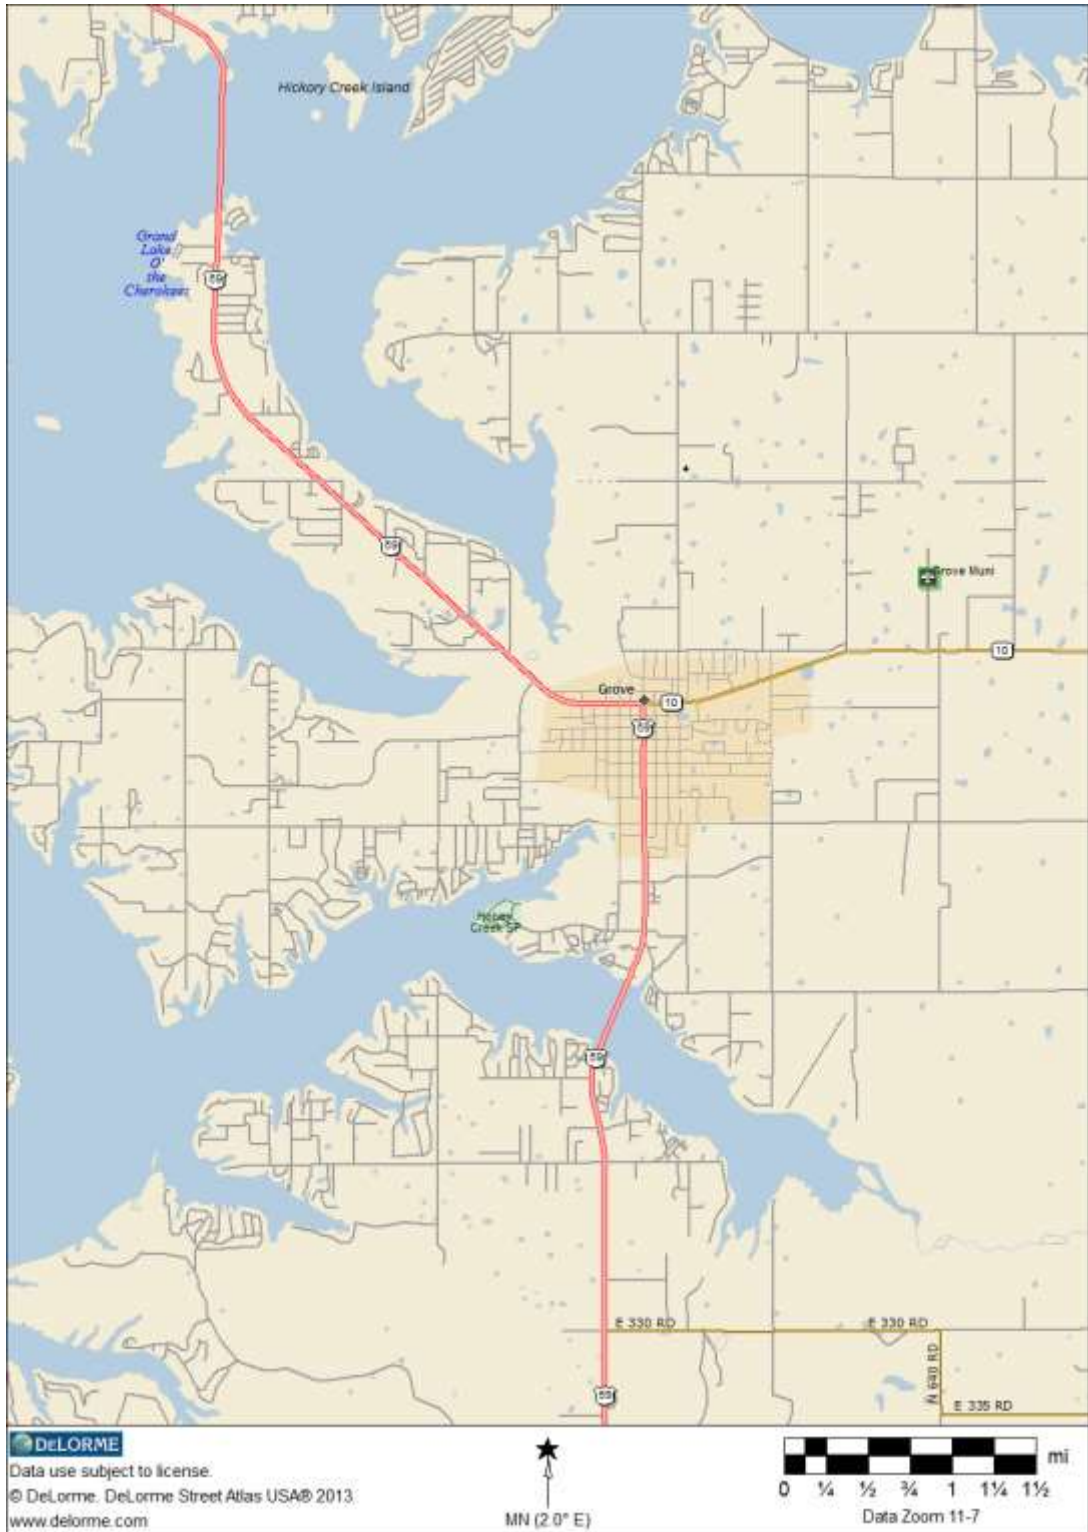 Hickory Creek Island
Grand
Lake
O'
the
Cherokees
59
59
Grove Muni
10
Grove
10
59
Honey
Creek SP
59
E 330 RD
E 330 RD
N 640 RD
59
E 335 RD
DELORME
Data use subject to license.
© DeLorme. DeLorme Street Atlas USA® 2013.
www.delorme.com
MN (2.0° E)
mi
0 ¼ ½ ¾ 1 1¼ 1½
Data Zoom 11-7